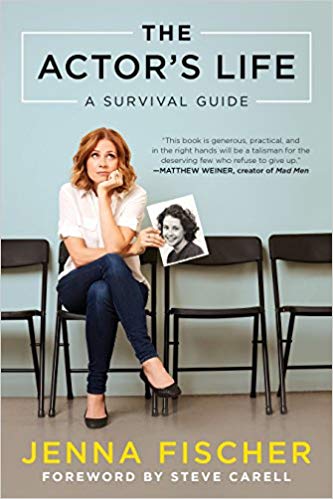 THE
ACTOR'S LIFE
A SURVIVAL GUIDE
"This book is generous, practical, and
in the right hands will be a talisman for the
deserving few who refuse to give up."
—MATTHEW WEINER, creator of Mad Men
JENNA FISCHER
FOREWORD BY STEVE CARELL